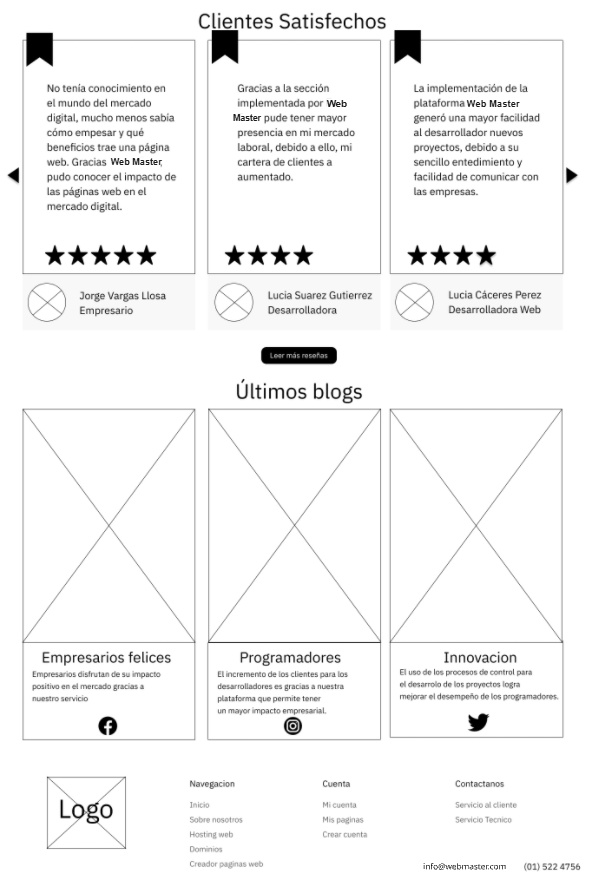 Clientes Satisfechos
No tenía conocimiento en
el mundo del mercado
digital, mucho menos sabía
cómo empesar y qué
beneficios trae una página
web. Gracias Web Master,
pudo conocer el impacto de
las páginas web en el
mercado digital.
Jorge Vargas Llosa
Empresario
Gracias a la sección
implementada por Web
Master pude tener mayor
presencia en mi mercado
laboral, debido a ello, mi
cartera de clientes a
aumentado.
Lucia Suarez Gutierrez
Desarrolladora
La implementación de la
plataforma Web Master
generó una mayor facilidad
al desarrollador nuevos
proyectos, debido a su
sencillo entedimiento y
facilidad de comunicar con
las empresas.
Lucia Cáceres Perez
Desarrolladora Web
Leer más reseñas
Últimos blogs
Empresarios felices
Empresarios disfrutan de su impacto
positivo en el mercado gracias a
nuestro servicio
Programadores
El incremento de los clientes para los
desarrolladores es gracias a nuestra
plataforma que permite tener
un mayor impacto empresarial.
Innovacion
El uso de los procesos de control para
el desarrolo de los proyectos logra
mejorar el desempeño de los programadores.
Logo
Navegacion
Inicio
Sobre nosotros
Hosting web
Dominios
Creador paginas web
Cuenta
Mi cuenta
Mis paginas
Crear cuenta
Contactanos
Servicio al cliente
Servicio Tecnico
info@webmaster.com (01) 522 4756